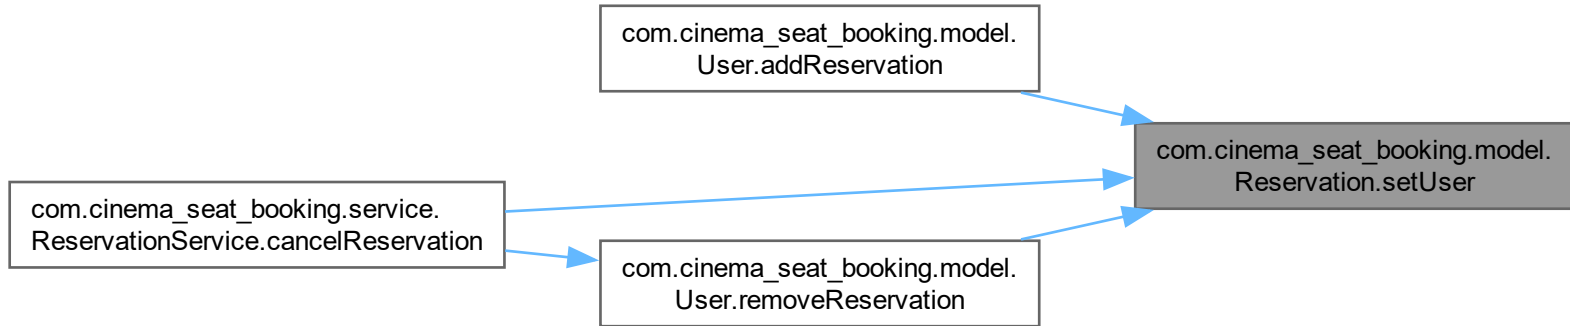 com.cinema_seat_booking.model.
User.addReservation
com.cinema_seat_booking.model.
Reservation.setUser
com.cinema_seat_booking.service.
ReservationService.cancelReservation
com.cinema_seat_booking.model.
User.removeReservation